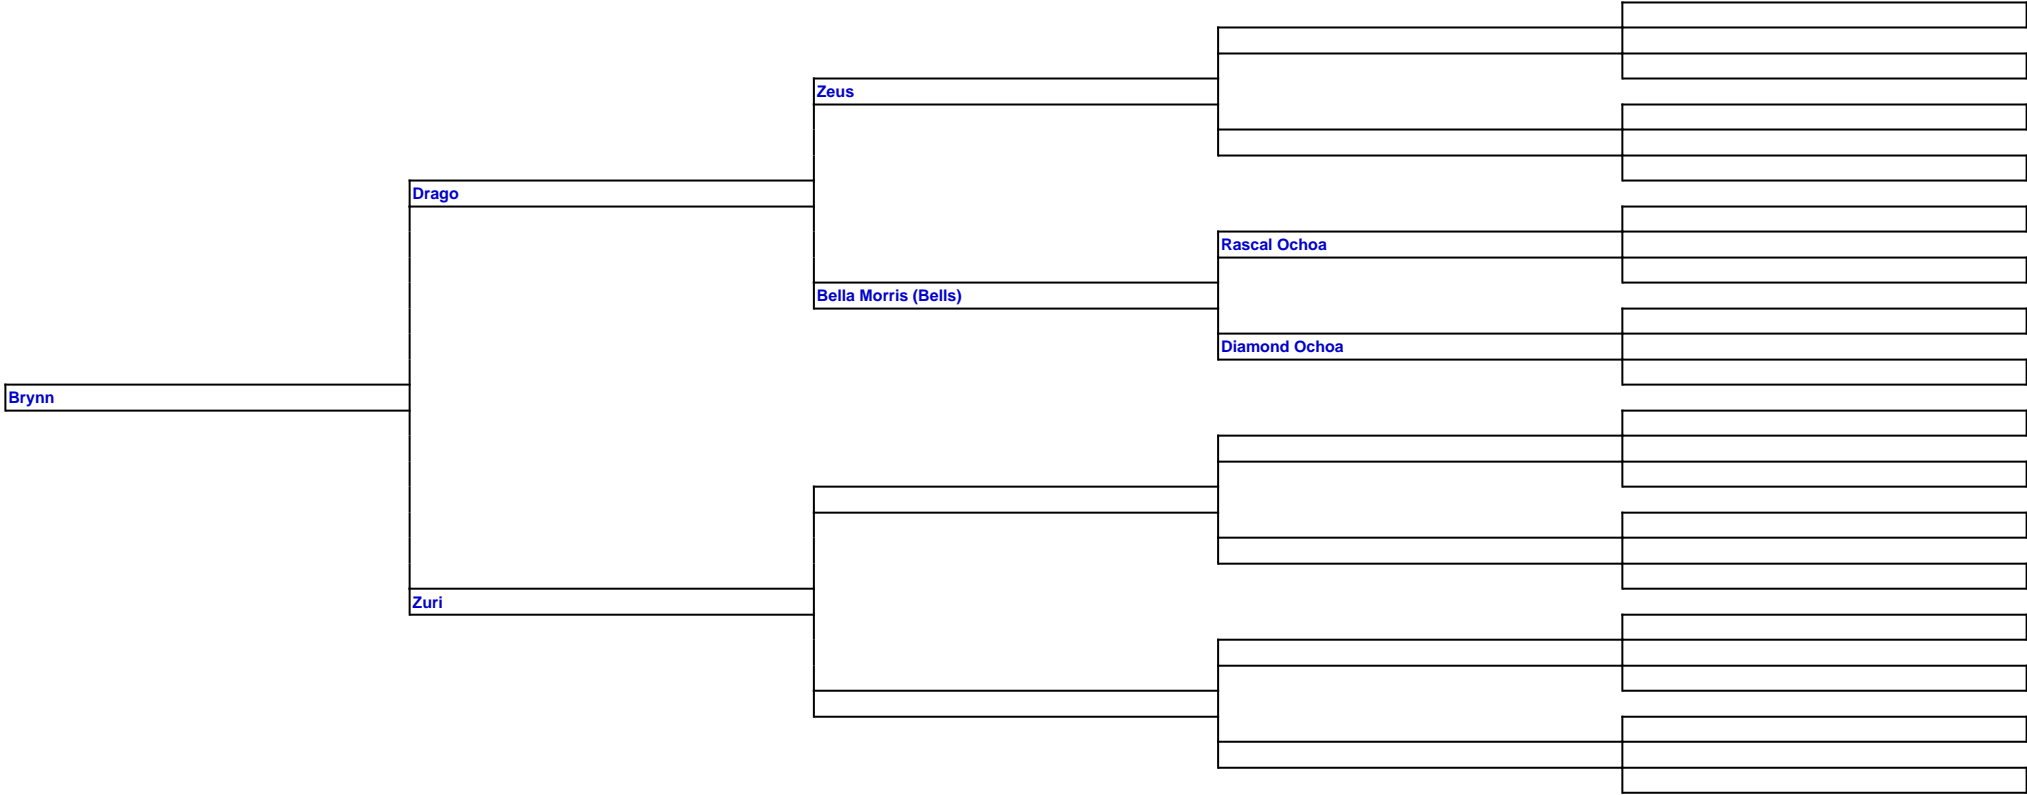 Zeus
Drago
Rascal Ochoa
Bella Morris (Bells)
Diamond Ochoa
Brynn
Zuri